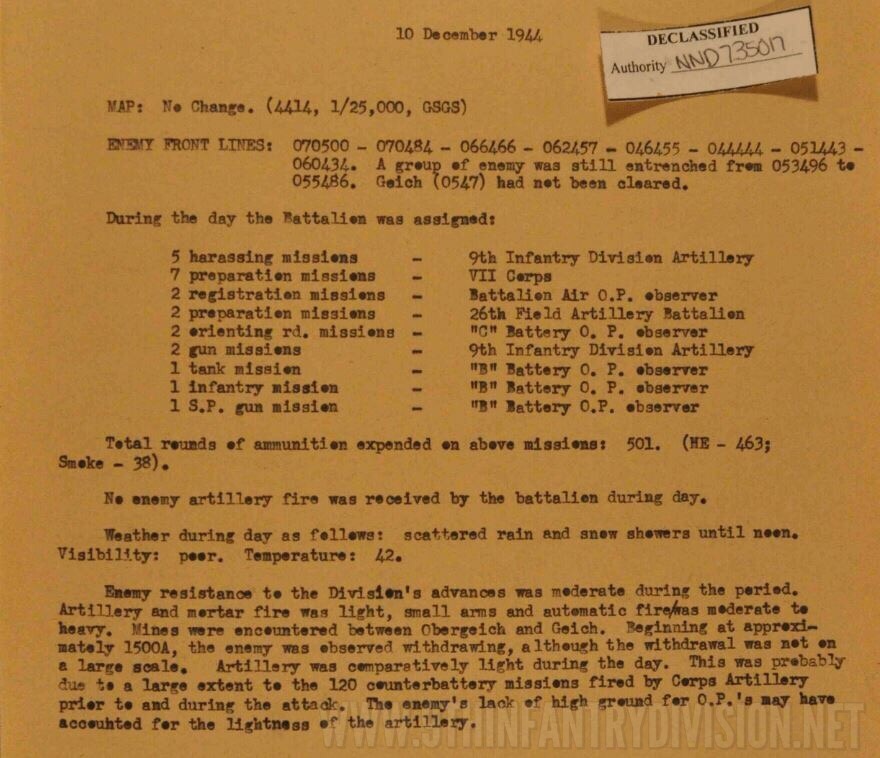 10 December 1944
DECLASSIFIED
Authority NND735017
MAP: No Change. (4414, 1/25,000, GSGS)
ENEMY FRONT LINES: 070500 - 070484 - 066466 - 062457 - 046455 - 044444 - 051443 -
060434. A group of enemy was still entrenched from 053496 to
055486. Geich (0547) had not been cleared.
During the day the Battalion was assigned:
5 harassing missions - 9th Infantry Division Artillery
7 preparation missions - VII Corps
2 registration missions - Battalion Air O.P. observer
2 preparation missions - 26th Field Artillery Battalion
2 orienting rd. missions - "C" Battery O. P. observer
2 gun missions - 9th Infantry Division Artillery
1 tank mission - "B" Battery O. P. observer
1 infantry mission - "B" Battery O. P. observer
1 S.P. gun mission - "B" Battery O.P. observer
Total rounds of ammunition expended on above missions: 501. (HE - 463;
Smoke - 38).
No enemy artillery fire was received by the battalion during day.
Weather during day as follows: scattered rain and snow showers until noon.
Visibility: poor. Temperature: 42.
Enemy resistance to the Division's advances was moderate during the period.
Artillery and mortar fire was light, small arms and automatic fire/was moderate to
heavy. Mines were encountered between Obergeich and Geich. Beginning at approxi-
mately 1500A, the enemy was observed withdrawing, although the withdrawal was not on
a large scale. Artillery was comparatively light during the day. This was probably
due to a large extent to the 120 counterbattery missions fired by Corps Artillery
prior to and during the attack. The enemy's lack of high ground for O.P.'s may have
accouhted for the lightness of the artillery.
WWW.9THINFANTRYDIVISION.NET